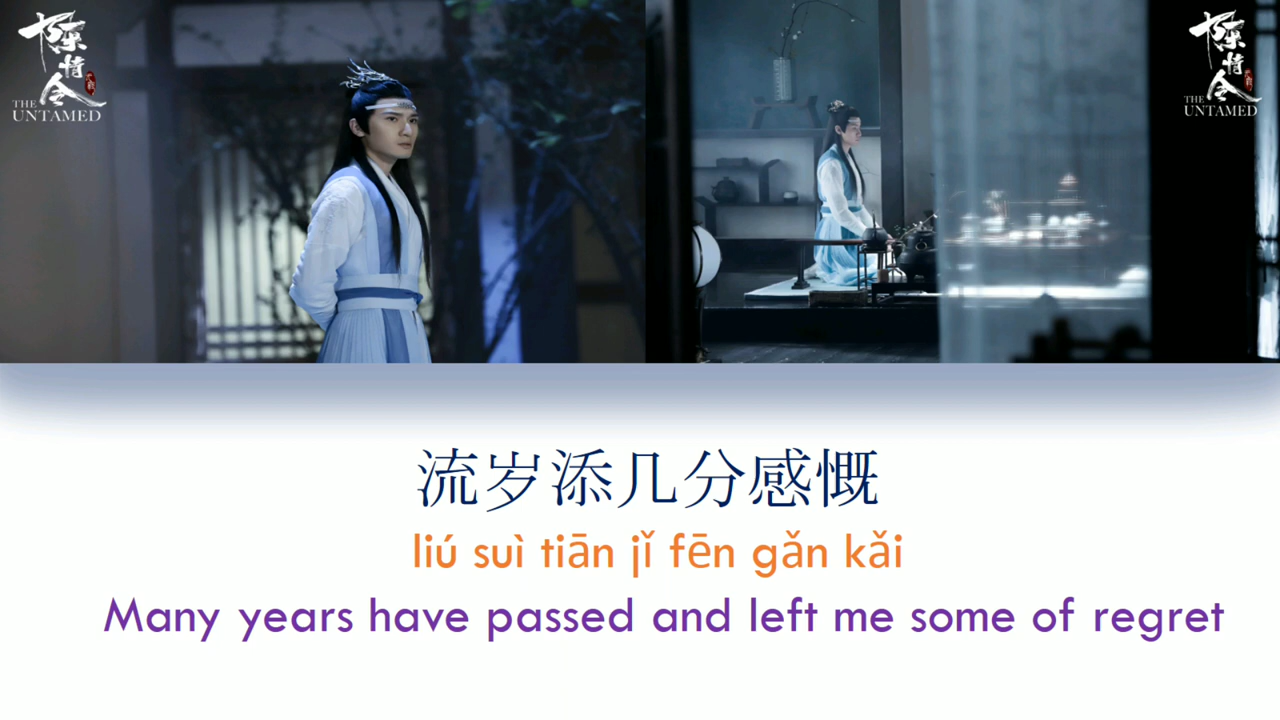 陈情令
THE
UNTAMED
陈情令
THE
UNTAMED
流岁添几分感慨
liú suì tiān jǐ fēn gǎn kǎi
Many years have passed and left me some of regret